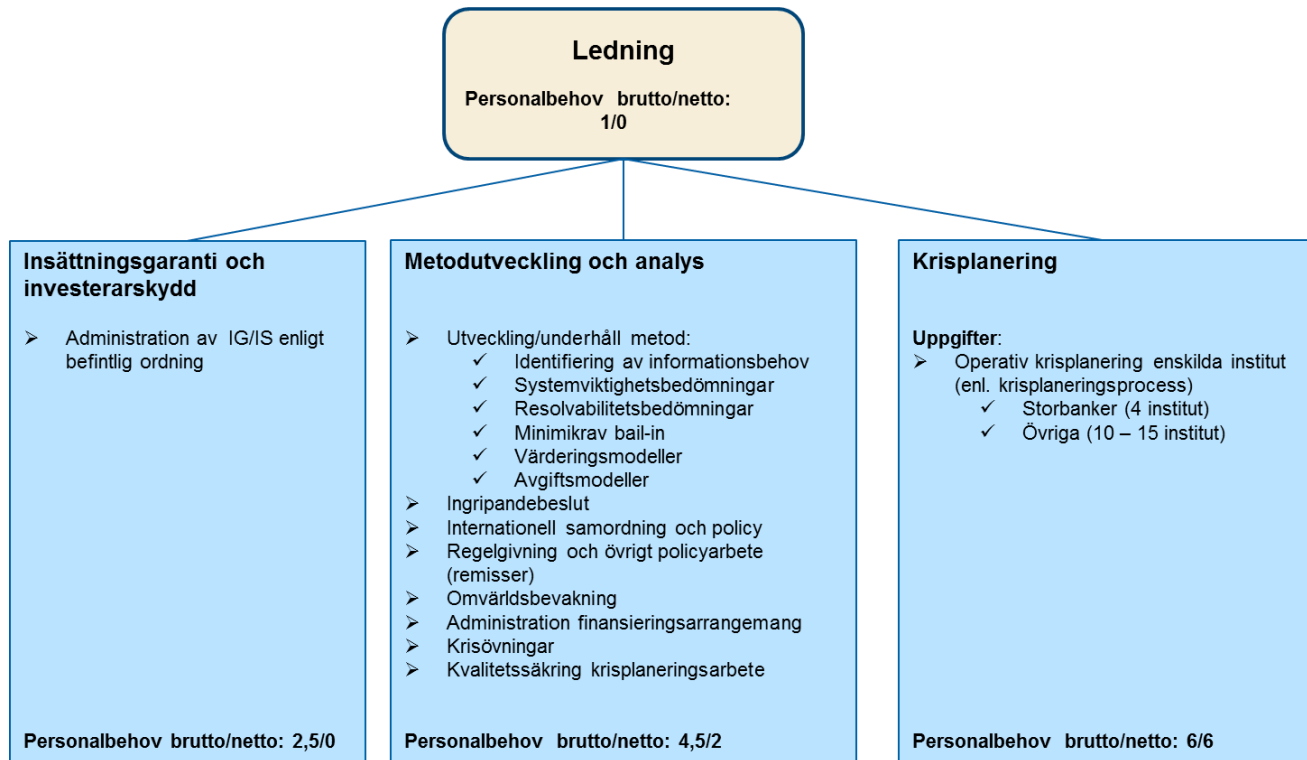 Ledning
Personalbehov brutto/netto:
1/0
Insättningsgaranti och
investerarskydd
Administration av IG/IS enligt
befintlig ordning
Personalbehov brutto/netto: 2,5/0
Metodutveckling och analys
Utveckling/underhåll metod:
Identifiering av informationsbehov
Systemviktighetsbedömningar
Resolvabilitetsbedömningar
Minimikrav bail-in
Värderingsmodeller
Avgiftsmodeller
Ingripandebeslut
Internationell samordning och policy
Regelgivning och övrigt policyarbete
(remisser)
Omvärldsbevakning
Administration finansieringsarrangemang
Krisövningar
Kvalitetssäkring krisplaneringsarbete
Personalbehov brutto/netto: 4,5/2
Krisplanering
Uppgifter:
Operativ krisplanering enskilda institut
(enl. krisplaneringsprocess)
Storbanker (4 institut)
Övriga (10 – 15 institut)
Personalbehov brutto/netto: 6/6